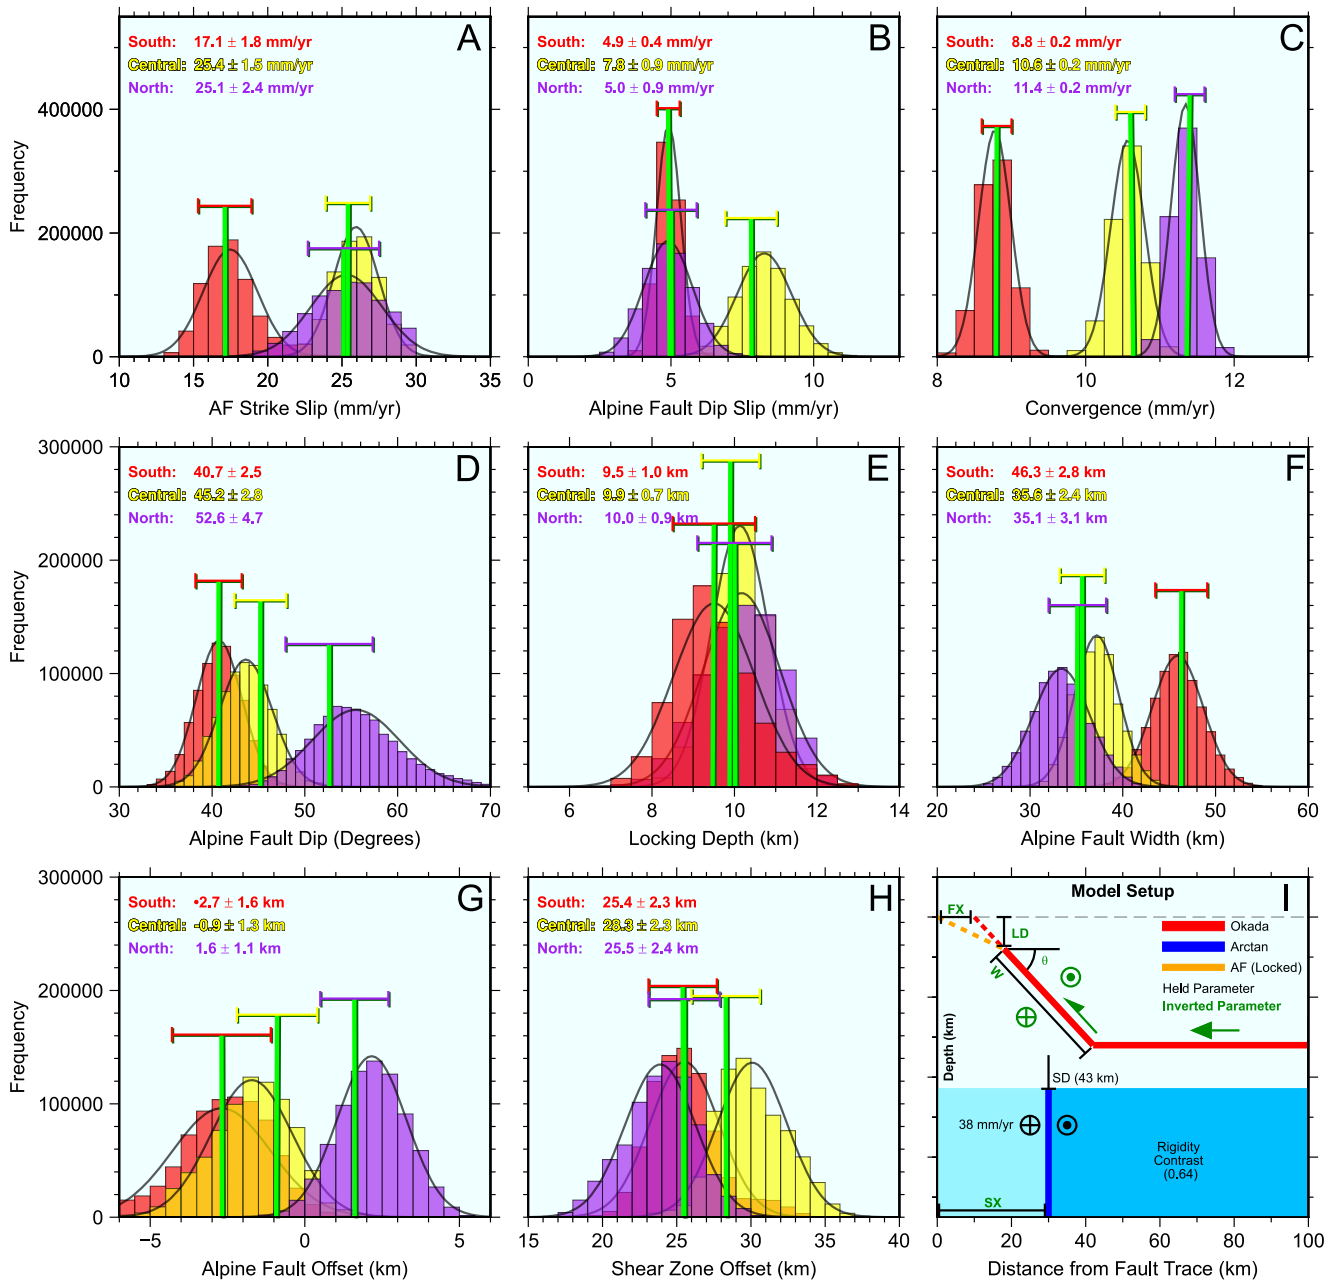 A
South: 17.1 ± 1.8 mm/yr
Central: 25.4 ± 1.5 mm/yr
North: 25.1 ± 2.4 mm/yr
Frequency
400000
200000
0
10 15 20 25 30 35
AF Strike Slip (mm/yr)
B
South: 4.9 ± 0.4 mm/yr
Central: 7.8 ± 0.9 mm/yr
North: 5.0 ± 0.9 mm/yr
0 5 10
Alpine Fault Dip Slip (mm/yr)
C
South: 8.8 ± 0.2 mm/yr
Central: 10.6 ± 0.2 mm/yr
North: 11.4 ± 0.2 mm/yr
8 10 12
Convergence (mm/yr)
D
South: 40.7 ± 2.5
Central: 45.2 ± 2.8
North: 52.6 ± 4.7
Frequency
300000
200000
100000
0
30 40 50 60 70
Alpine Fault Dip (Degrees)
E
South: 9.5 ± 1.0 km
Central: 9.9 ± 0.7 km
North: 10.0 ± 0.9 km
6 8 10 12 14
Locking Depth (km)
F
South: 46.3 ± 2.8 km
Central: 35.6 ± 2.4 km
North: 35.1 ± 3.1 km
20 30 40 50 60
Alpine Fault Width (km)
G
South: •2.7 ± 1.6 km
Central: -0.9 ± 1.3 km
North: 1.6 ± 1.1 km
Frequency
300000
200000
100000
0
−5 0 5
Alpine Fault Offset (km)
H
South: 25.4 ± 2.3 km
Central: 28.3 ± 2.3 km
North: 25.5 ± 2.4 km
15 20 25 30 35 40
Shear Zone Offset (km)
I
Model Setup
FX
LD
θ
W
Okada
Arctan
AF (Locked)
Held Parameter
Inverted Parameter
Depth (km)
SD (43 km)
38 mm/yr
Rigidity
Contrast
(0.64)
SX
0 20 40 60 80 100
Distance from Fault Trace (km)